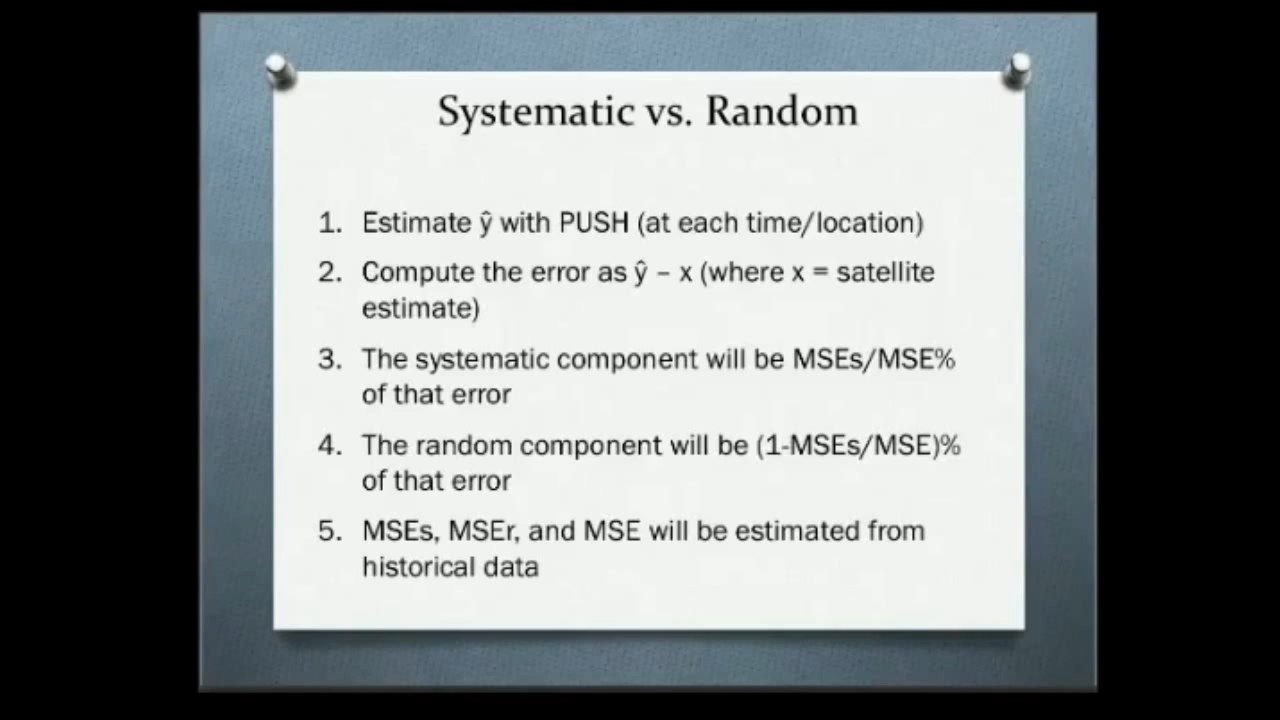 Systematic vs. Random
1. Estimate ŷ with PUSH (at each time/location)
2. Compute the error as ŷ – x (where x = satellite
estimate)
3. The systematic component will be MSEs/MSE%
of that error
4. The random component will be (1-MSEs/MSE)%
of that error
5. MSEs, MSEr, and MSE will be estimated from
historical data